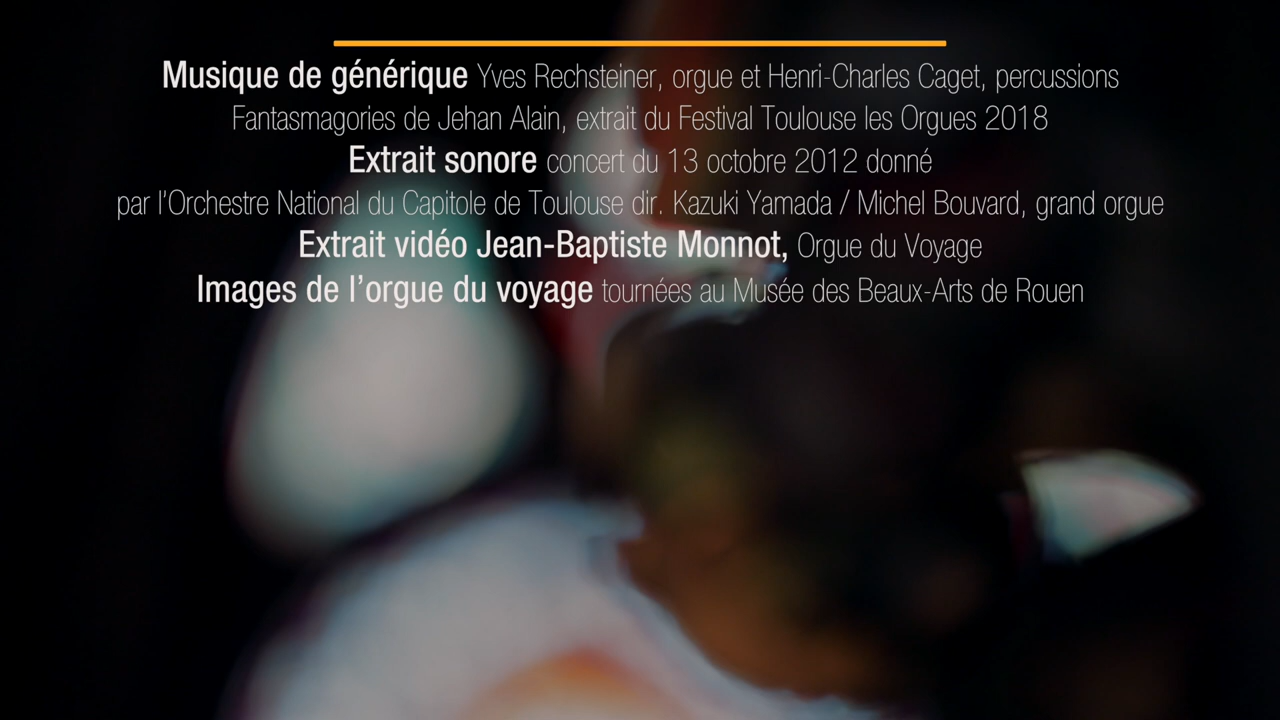 Musique de générique Yves Rechsteiner, orgue et Henri-Charles Caget, percussions
Fantasmagories de Jehan Alain, extrait du Festival Toulouse les Orgues 2018
Extrait sonore concert du 13 octobre 2012 donné
par l'Orchestre National du Capitole de Toulouse dir. Kazuki Yamada / Michel Bouvard, grand orgue
Extrait vidéo Jean-Baptiste Monnot, Orgue du Voyage
Images de l'orgue du voyage tournées au Musée des Beaux-Arts de Rouen